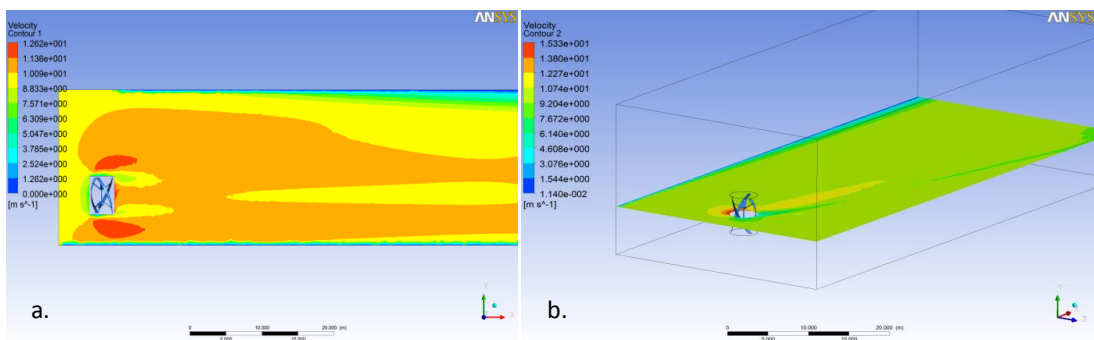 ANSYS
Velocity
Contour 1
1.262e+001
1.136e+001
1.009e+001
8.833e+000
7.571e+000
6.309e+000
5.047e+000
3.785e+000
2.524e+000
1.262e+000
0.000e+000
[m s^-1]
a.
0 10.000 20.000 (m)
5.000 15.000
Y
X
ANSYS
Velocity
Contour 2
1.533e+001
1.380e+001
1.227e+001
1.074e+001
9.204e+000
7.672e+000
6.140e+000
4.608e+000
3.076e+000
1.544e+000
1.140e-002
[m s^-1]
b.
0 10.000 20.000 (m)
5.000 15.000
Y
Z